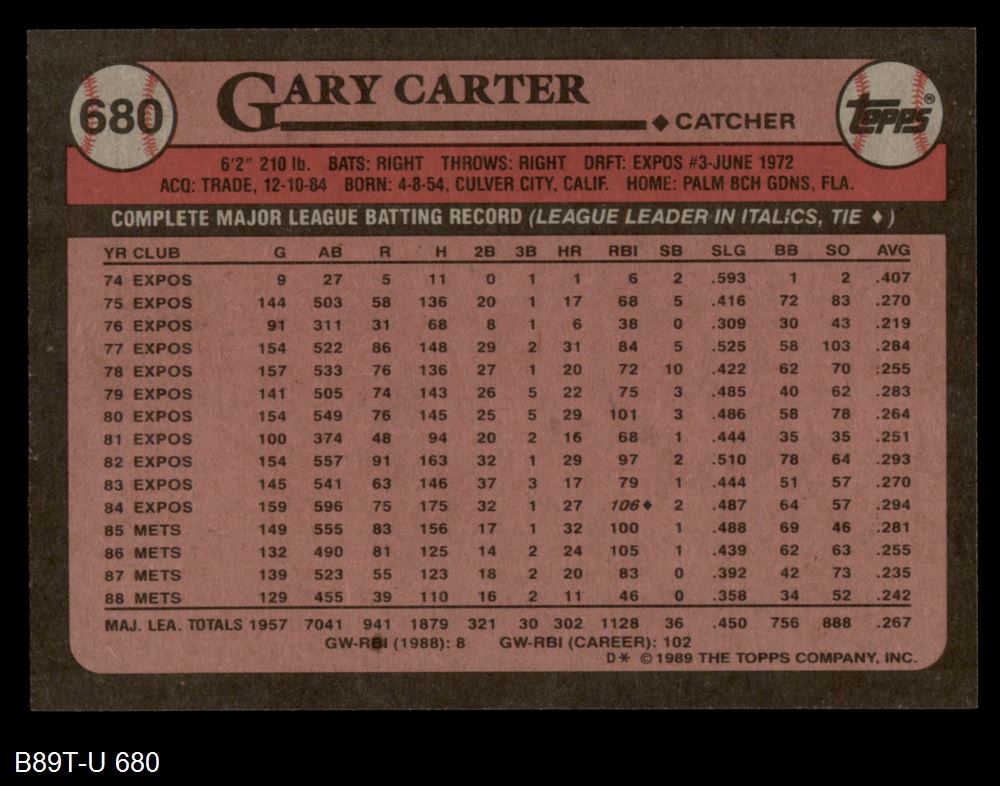 680
GARY CARTER
◆ CATCHER
Topps®
6'2" 210 lb. BATS: RIGHT THROWS: RIGHT DRFT: EXPOS #3-JUNE 1972
ACQ: TRADE, 12-10-84 BORN: 4-8-54, CULVER CITY, CALIF. HOME: PALM BCH GDNS, FLA.
COMPLETE MAJOR LEAGUE BATTING RECORD (LEAGUE LEADER IN ITALICS, TIE ◆)
YR CLUB G AB R H 2B 3B HR RBI SB SLG BB SO AVG
74 EXPOS 9 27 5 11 0 1 1 6 2 .593 1 2 .407
75 EXPOS 144 503 58 136 20 1 17 68 5 .416 72 83 .270
76 EXPOS 91 311 31 68 8 1 6 38 0 .309 30 43 .219
77 EXPOS 154 522 86 148 29 2 31 84 5 .525 58 103 .284
78 EXPOS 157 533 76 136 27 1 20 72 10 .422 62 70 .255
79 EXPOS 141 505 74 143 26 5 22 75 3 .485 40 62 .283
80 EXPOS 154 549 76 145 25 5 29 101 3 .486 58 78 .264
81 EXPOS 100 374 48 94 20 2 16 68 1 .444 35 35 .251
82 EXPOS 154 557 91 163 32 1 29 97 2 .510 78 64 .293
83 EXPOS 145 541 63 146 37 3 17 79 1 .444 51 57 .270
84 EXPOS 159 596 75 175 32 1 27 106◆ 2 .487 64 57 .294
85 METS 149 555 83 156 17 1 32 100 1 .488 69 46 .281
86 METS 132 490 81 125 14 2 24 105 1 .439 62 63 .255
87 METS 139 523 55 123 18 2 20 83 0 .392 42 73 .235
88 METS 129 455 39 110 16 2 11 46 0 .358 34 52 .242
MAJ. LEA. TOTALS 1957 7041 941 1879 321 30 302 1128 36 .450 756 888 .267
GW-RBI (1988): 8 GW-RBI (CAREER): 102
D* © 1989 THE TOPPS COMPANY, INC.
B89T-U 680